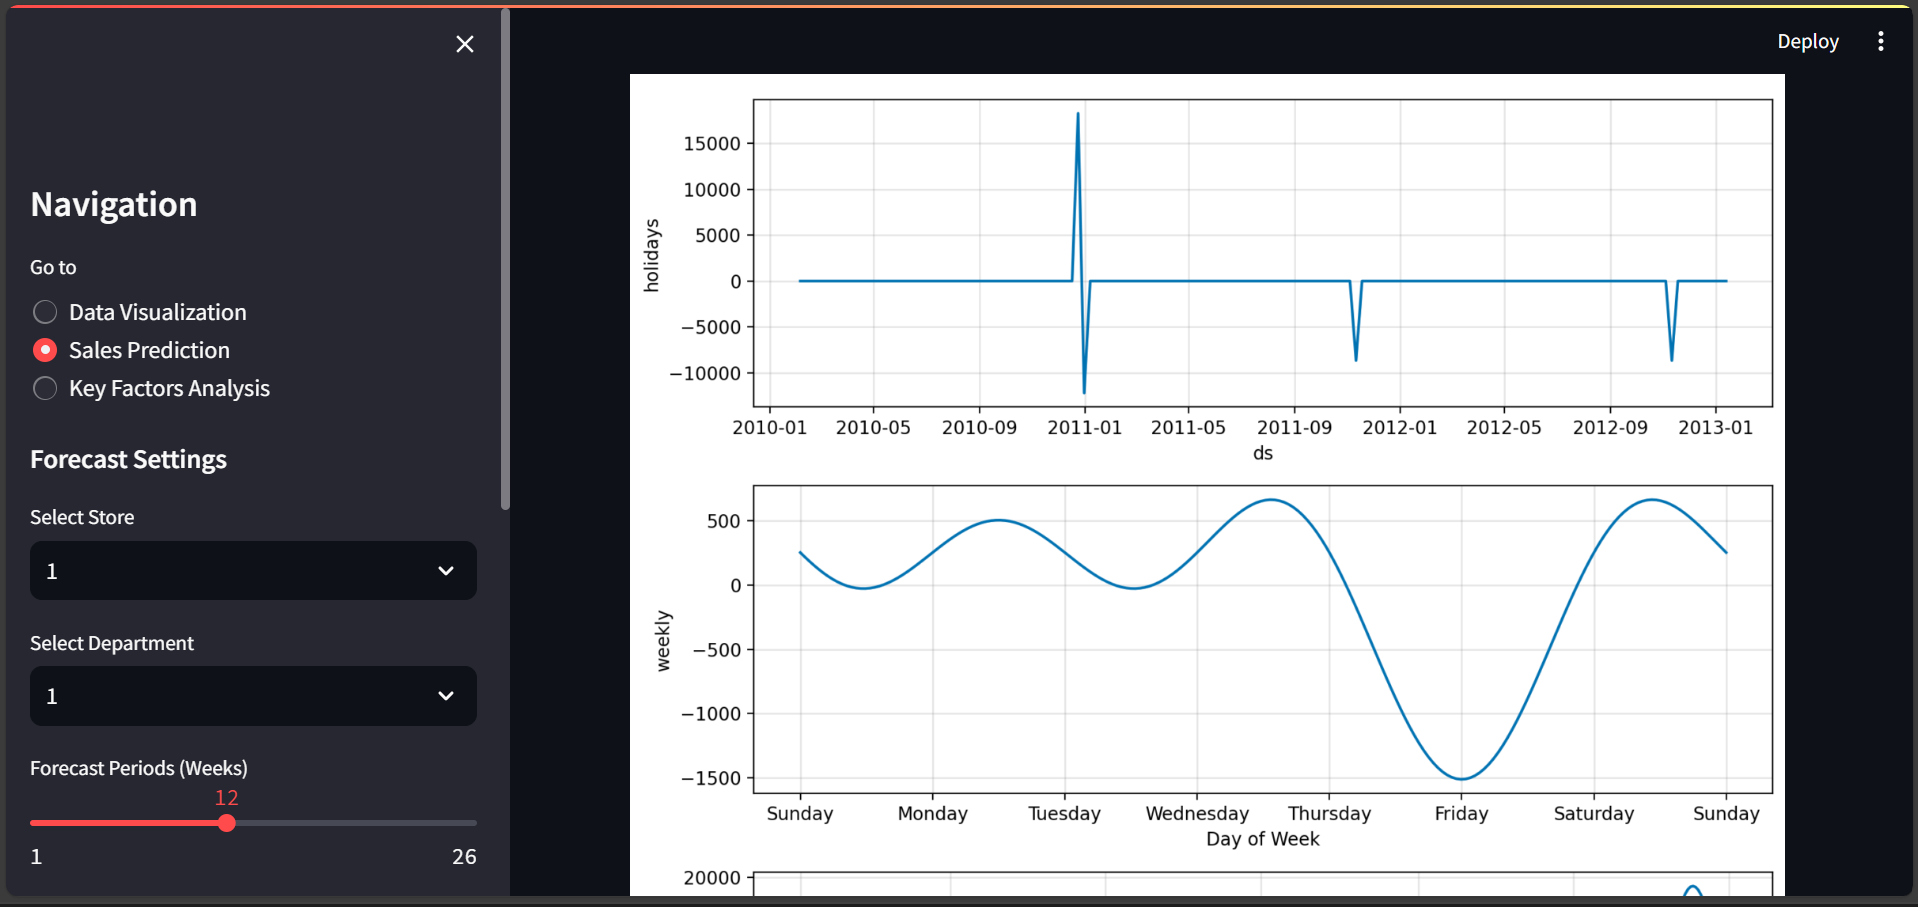 Deploy
Navigation
Go to
Data Visualization
Sales Prediction
Key Factors Analysis
Forecast Settings
Select Store
1
Select Department
1
Forecast Periods (Weeks)
12
1 26
15000
10000
5000
0
−5000
−10000
holidays
2010-01 2010-05 2010-09 2011-01 2011-05 2011-09 2012-01 2012-05 2012-09 2013-01
ds
500
0
−500
−1000
−1500
weekly
Sunday Monday Tuesday Wednesday Thursday Friday Saturday Sunday
Day of Week
20000